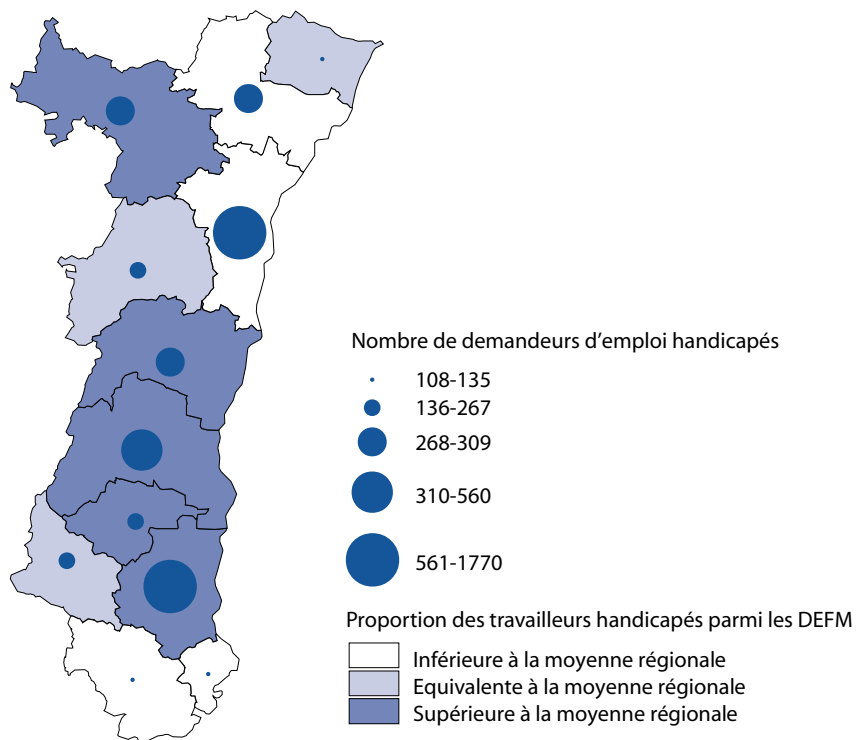 Nombre de demandeurs d’emploi handicapés
108-135
136-267
268-309
310-560
561-1770
Proportion des travailleurs handicapés parmi les DEFM
Inférieure à la moyenne régionale
Equivalente à la moyenne régionale
Supérieure à la moyenne régionale